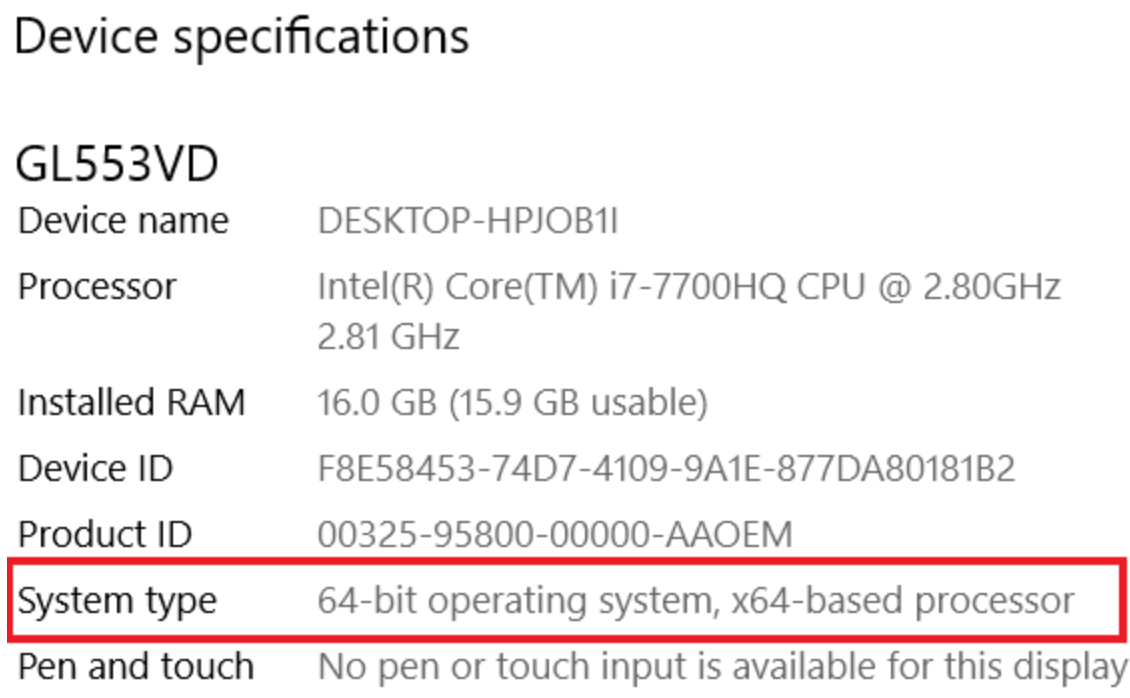 Device specifications
GL553VD
Device name DESKTOP-HPJOB1I
Processor Intel(R) Core(TM) i7-7700HQ CPU @ 2.80GHz
2.81 GHz
Installed RAM 16.0 GB (15.9 GB usable)
Device ID F8E58453-74D7-4109-9A1E-877DA80181B2
Product ID 00325-95800-00000-AAOEM
System type 64-bit operating system, x64-based processor
Pen and touch No pen or touch input is available for this display